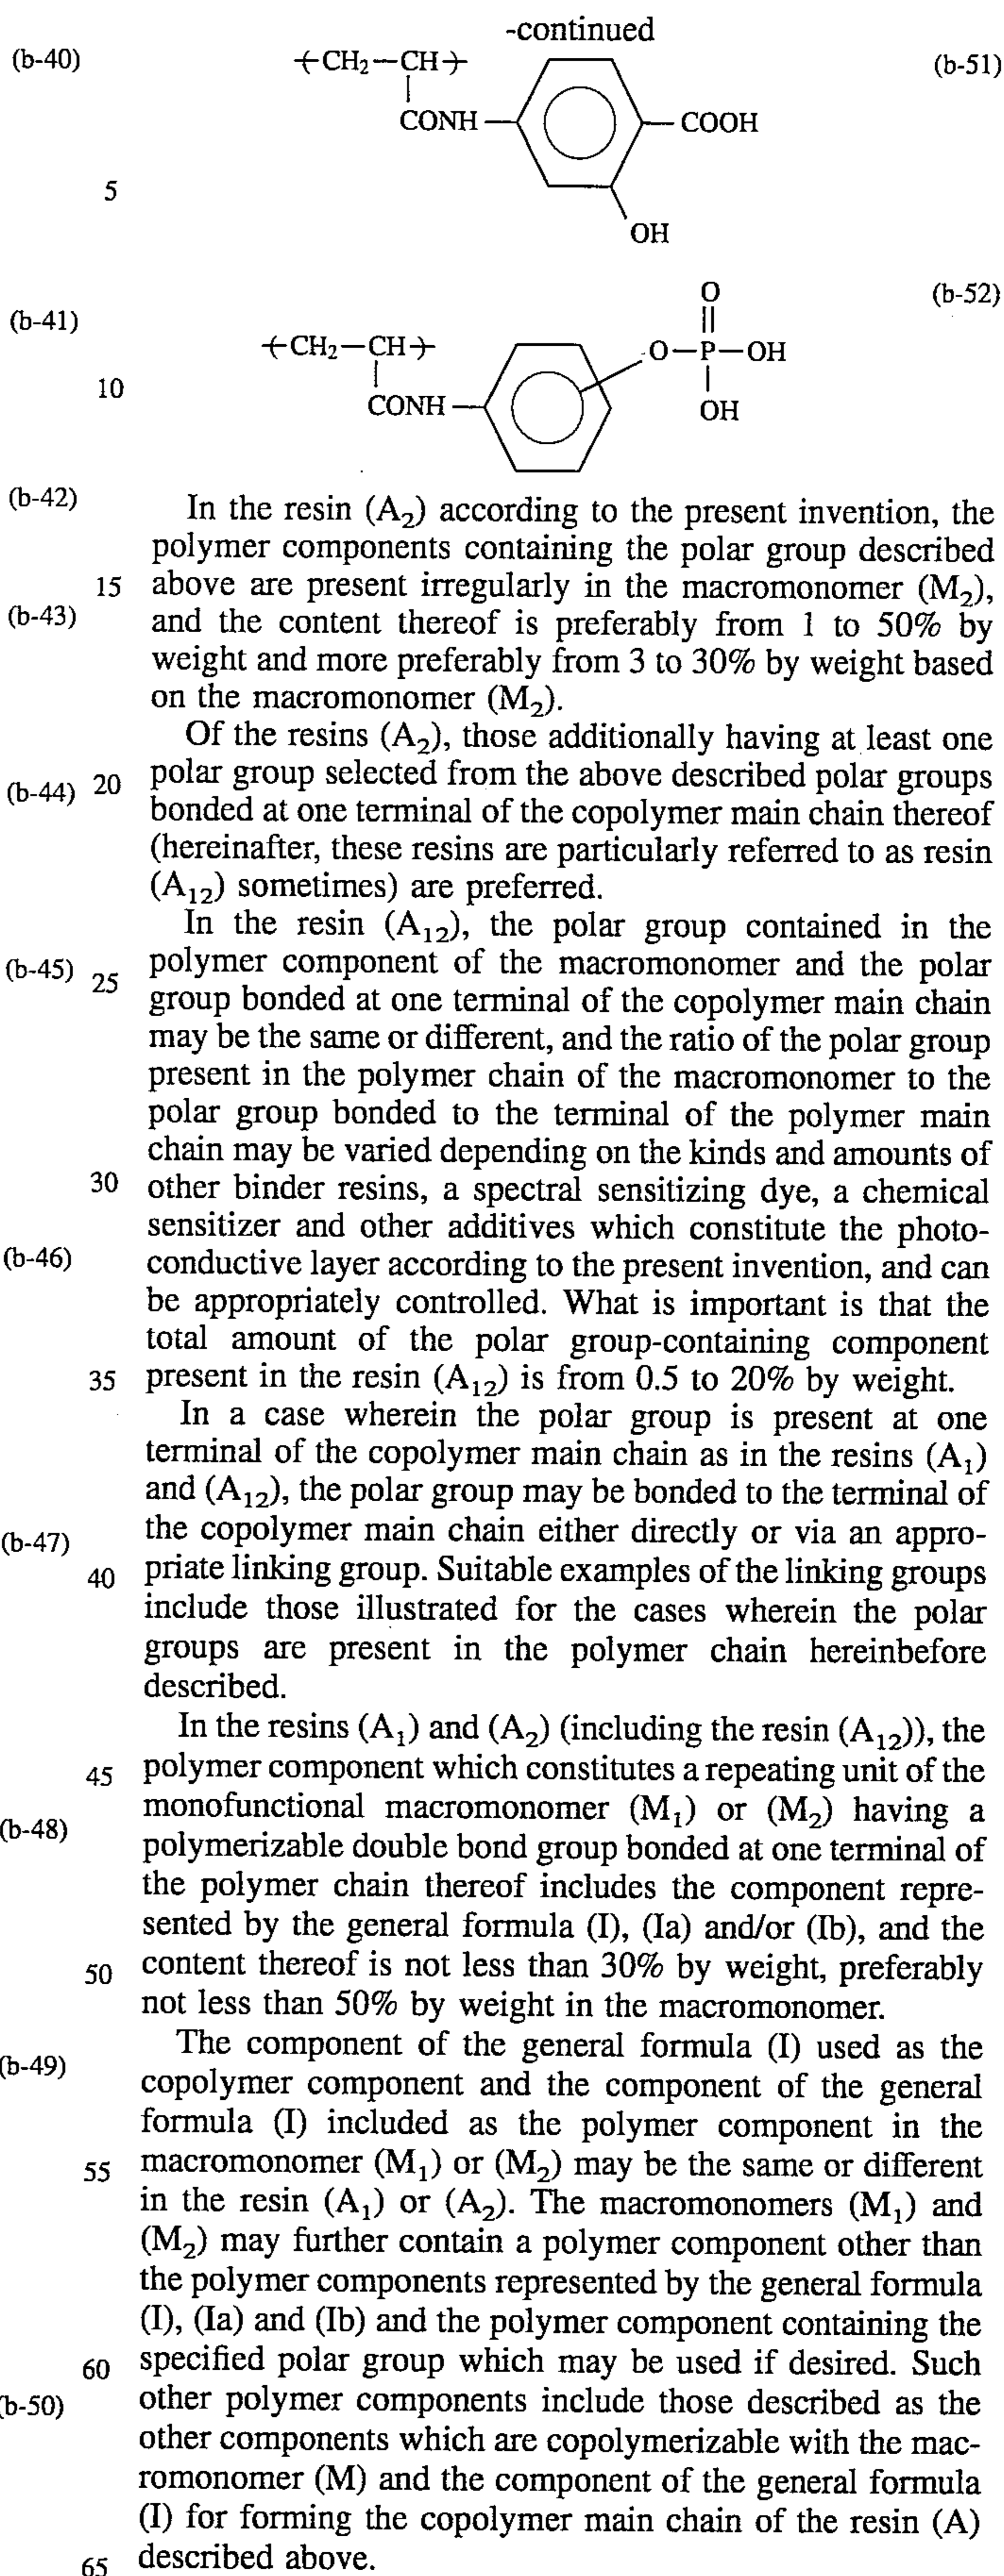 -continued
(b-40)
⁠-(CH2—CH)- (b-51)
CONH— —COOH
5
OH
O (b-52)
||
(b-41)
-(CH2—CH)- O—P—OH
10
CONH— OH
(b-42)
In the resin (A2) according to the present invention, the
polymer components containing the polar group described
15 above are present irregularly in the macromonomer (M2),
(b-43) and the content thereof is preferably from 1 to 50% by
weight and more preferably from 3 to 30% by weight based
on the macromonomer (M2).
Of the resins (A2), those additionally having at least one
(b-44) 20 polar group selected from the above described polar groups
bonded at one terminal of the copolymer main chain thereof
(hereinafter, these resins are particularly referred to as resin
(A12) sometimes) are preferred.
In the resin (A12), the polar group contained in the
(b-45) 25 polymer component of the macromonomer and the polar
group bonded at one terminal of the copolymer main chain
may be the same or different, and the ratio of the polar group
present in the polymer chain of the macromonomer to the
polar group bonded to the terminal of the polymer main
chain may be varied depending on the kinds and amounts of
30 other binder resins, a spectral sensitizing dye, a chemical
sensitizer and other additives which constitute the photo-
(b-46) conductive layer according to the present invention, and can
be appropriately controlled. What is important is that the
total amount of the polar group-containing component
35 present in the resin (A12) is from 0.5 to 20% by weight.
In a case wherein the polar group is present at one
terminal of the copolymer main chain as in the resins (A1)
and (A12), the polar group may be bonded to the terminal of
(b-47) the copolymer main chain either directly or via an appro-
40 priate linking group. Suitable examples of the linking groups
include those illustrated for the cases wherein the polar
groups are present in the polymer chain hereinbefore
described.
In the resins (A1) and (A2) (including the resin (A12)), the
45 polymer component which constitutes a repeating unit of the
(b-48) monofunctional macromonomer (M1) or (M2) having a
polymerizable double bond group bonded at one terminal of
the polymer chain thereof includes the component repre-
sented by the general formula (I), (Ia) and/or (Ib), and the
50 content thereof is not less than 30% by weight, preferably
not less than 50% by weight in the macromonomer.
The component of the general formula (I) used as the
(b-49) copolymer component and the component of the general
formula (I) included as the polymer component in the
55 macromonomer (M1) or (M2) may be the same or different
in the resin (A1) or (A2). The macromonomers (M1) and
(M2) may further contain a polymer component other than
the polymer components represented by the general formula
(I), (Ia) and (Ib) and the polymer component containing the
60 specified polar group which may be used if desired. Such
(b-50) other polymer components include those described as the
other components which are copolymerizable with the mac-
romonomer (M) and the component of the general formula
(I) for forming the copolymer main chain of the resin (A)
65 described above.